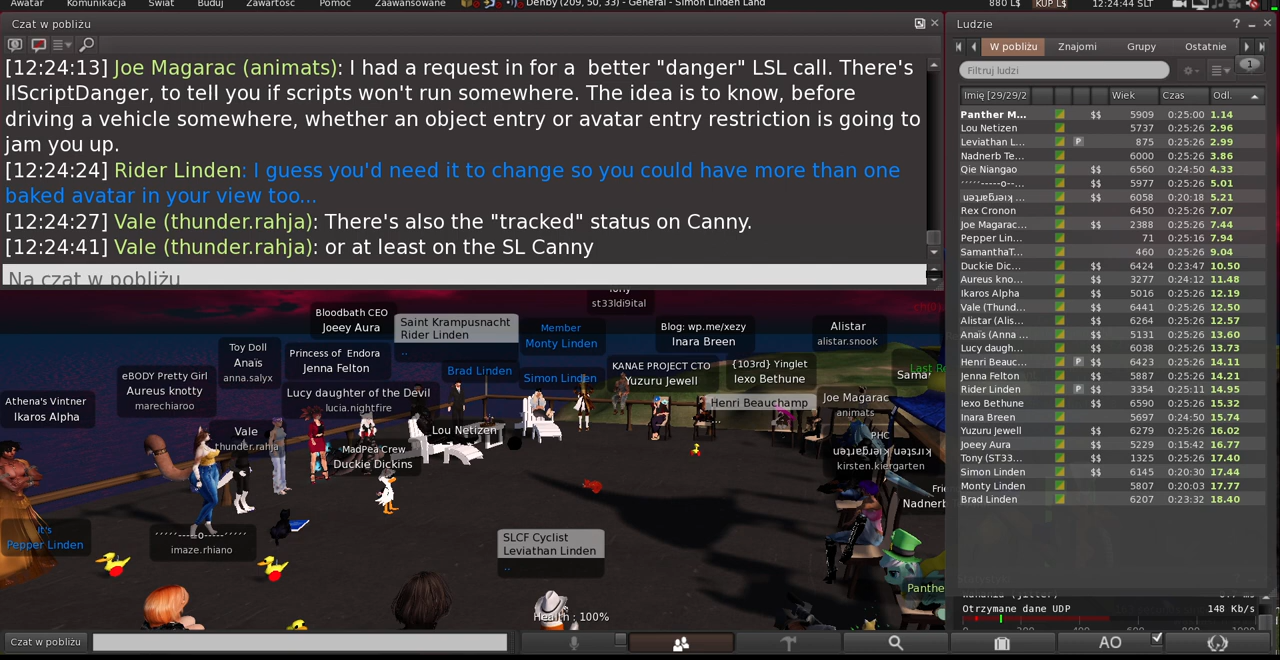 Awatar Komunikacja Świat Buduj Zawartość Pomoc Zaawansowane Denby (209, 50, 33) - General - Simon Linden Land 880 L$ KUP L$ 12:24:44 SLT
Czat w pobliżu
[12:24:13] Joe Magarac (animats): I had a request in for a  better "danger" LSL call. There's
llScriptDanger, to tell you if scripts won't run somewhere. The idea is to know, before
driving a vehicle somewhere, whether an object entry or avatar entry restriction is going to
jam you up.
[12:24:24] Rider Linden: I guess you'd need it to change so you could have more than one
baked avatar in your view too...
[12:24:27] Vale (thunder.rahja): There's also the "tracked" status on Canny.
[12:24:41] Vale (thunder.rahja): or at least on the SL Canny
Na czat w pobliżu
Tony
st33ldi9ital
Bloodbath CEO
Joeey Aura
Saint Krampusnacht
Rider Linden
..
Member
Monty Linden
Blog: wp.me/xezy
Inara Breen
Alistar
alistar.snook
Toy Doll
Anaïs
anna.salyx
Princess of  Endora
Jenna Felton
Brad Linden
Simon Linden
KANAE PROJECT CTO
Yuzuru Jewell
{103rd} Yinglet
Iexo Bethune
Last R
Samar
eBODY Pretty Girl
Aureus knotty
marechiaroo
Lucy daughter of the Devil
lucia.nightfire
Henri Beauchamp
...
Joe Magarac
animats
Athena's Vintner
Ikaros Alpha
Vale
thunder.rahja
Lou Netizen
MadPea Crew
Duckie Dickins
PHC
kirsten.kiergarten
Frie
Nadnerb
it's
Pepper Linden
´´´´´-----o--´´´´´
imaze.rhiano
SLCF Cyclist
Leviathan Linden
..
Panthe
Health : 100%
Czat w pobliżu
Ludzie
? _ ×
W pobliżu Znajomi Grupy Ostatnie
Filtruj ludzi
1
Imię [29/29/2 Wiek Czas Odl.
Panther M... $$ 5909 0:25:00 1.14
Lou Netizen 5737 0:25:26 2.96
Leviathan L... P 875 0:25:26 2.99
Nadnerb Te... 6000 0:25:26 3.86
Qie Niangao $$ 6560 0:24:50 4.33
´´´´´-----o--... $$ 5977 0:25:26 5.01
$$ 6058 0:20:18 5.21
Rex Cronon 6450 0:25:26 7.07
Joe Magarac... $$ 2388 0:25:26 7.44
Pepper Lin... 71 0:25:16 7.94
SamanthaT... 460 0:25:26 9.04
Duckie Dic... $$ 6424 0:23:47 10.50
Aureus kno... $$ 3277 0:24:12 11.48
Ikaros Alpha $$ 5016 0:25:26 12.19
Vale (Thund... $$ 6441 0:25:26 12.50
Alistar (Alis... $$ 6264 0:25:26 12.57
Anaïs (Anna ... $$ 5131 0:25:26 13.60
Lucy daugh... $$ 6038 0:25:26 13.73
Henri Beauc... P $$ 6423 0:25:26 14.11
Jenna Felton $$ 5887 0:25:26 14.21
Rider Linden P $$ 3354 0:25:11 14.95
Iexo Bethune $$ 6590 0:25:26 15.32
Inara Breen 5697 0:24:50 15.74
Yuzuru Jewell $$ 6279 0:25:26 16.02
Joeey Aura $$ 5229 0:15:42 16.77
Tony (ST33... $$ 1325 0:25:26 17.40
Simon Linden $$ 6145 0:20:30 17.44
Monty Linden 5807 0:20:03 17.77
Brad Linden 6207 0:23:32 18.40
Otrzymane dane UDP 148 Kb/s
AO